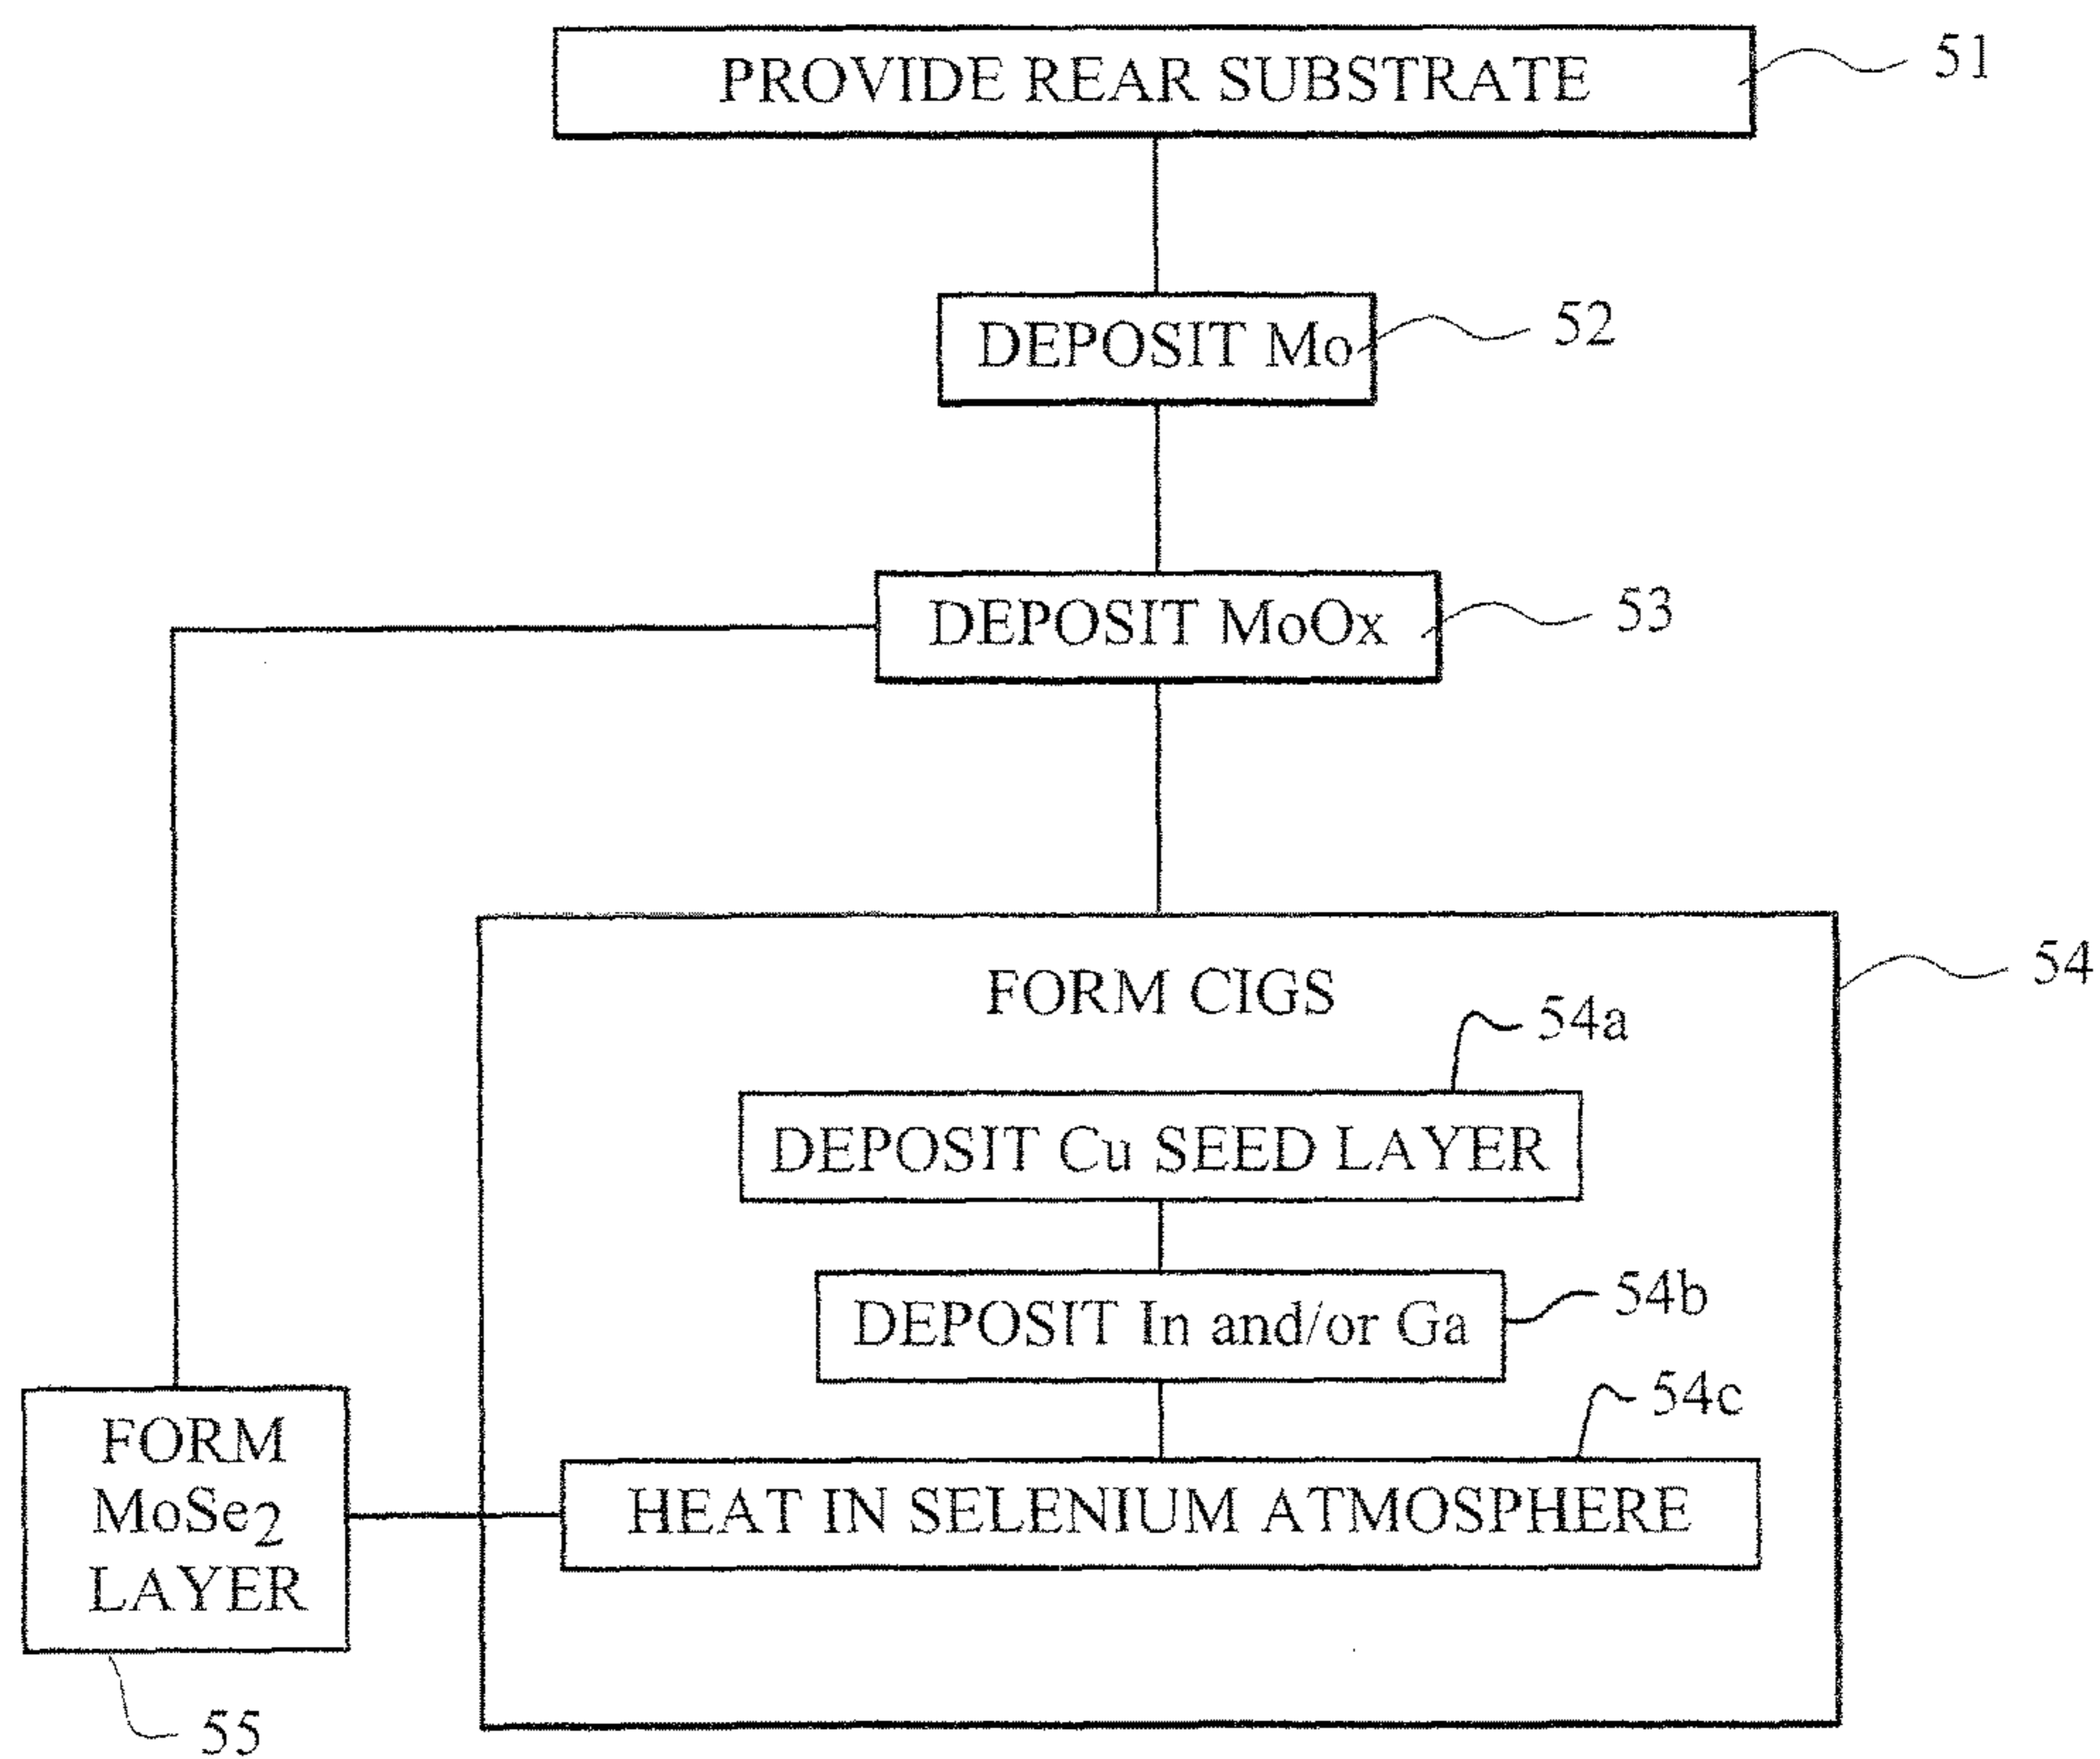 PROVIDE REAR SUBSTRATE
51
DEPOSIT Mo
52
DEPOSIT MoOx
53
FORM CIGS
54
54a
DEPOSIT Cu SEED LAYER
DEPOSIT In and/or Ga
54b
54c
HEAT IN SELENIUM ATMOSPHERE
FORM
MoSe2
LAYER
55